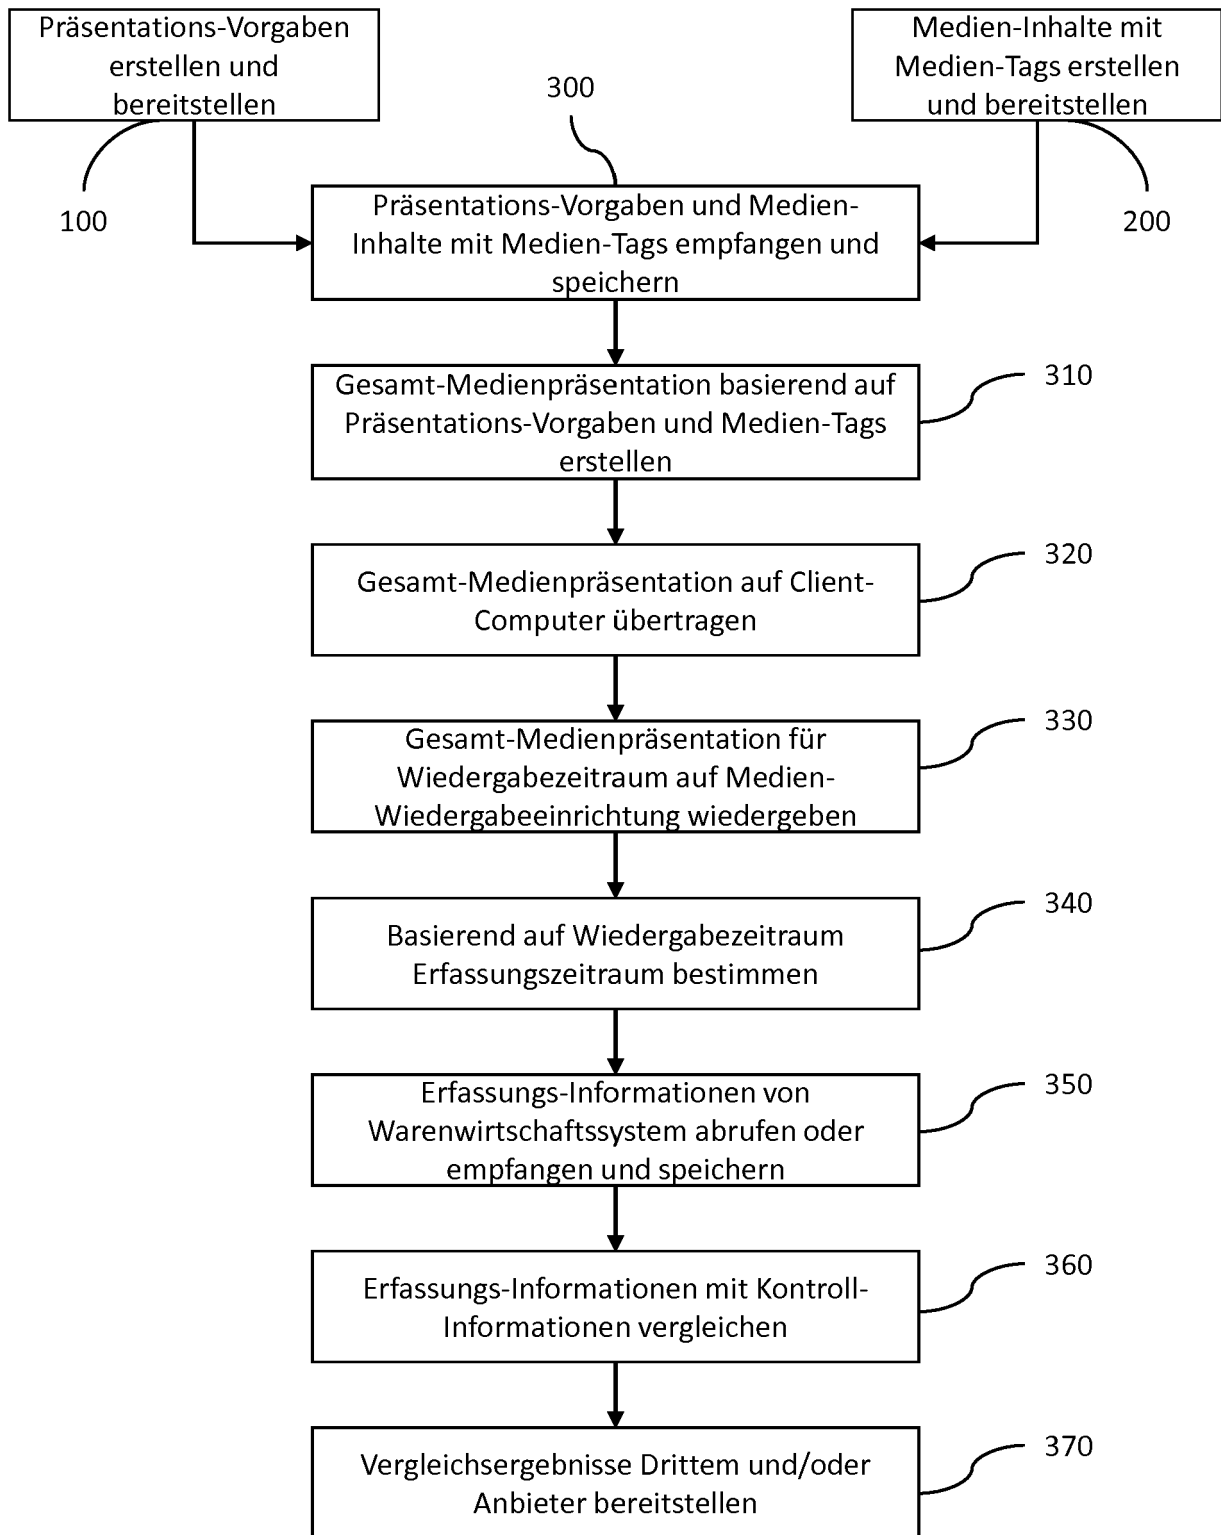 Präsentations-Vorgaben
erstellen und
bereitstellen
Medien-Inhalte mit
Medien-Tags erstellen
und bereitstellen
300
100
200
Präsentations-Vorgaben und Medien-
Inhalte mit Medien-Tags empfangen und
speichern
Gesamt-Medienpräsentation basierend auf
Präsentations-Vorgaben und Medien-Tags
erstellen
310
Gesamt-Medienpräsentation auf Client-
Computer übertragen
320
Gesamt-Medienpräsentation für
Wiedergabezeitraum auf Medien-
Wiedergabeeinrichtung wiedergeben
330
Basierend auf Wiedergabezeitraum
Erfassungszeitraum bestimmen
340
Erfassungs-Informationen von
Warenwirtschaftssystem abrufen oder
empfangen und speichern
350
Erfassungs-Informationen mit Kontroll-
Informationen vergleichen
360
Vergleichsergebnisse Drittem und/oder
Anbieter bereitstellen
370